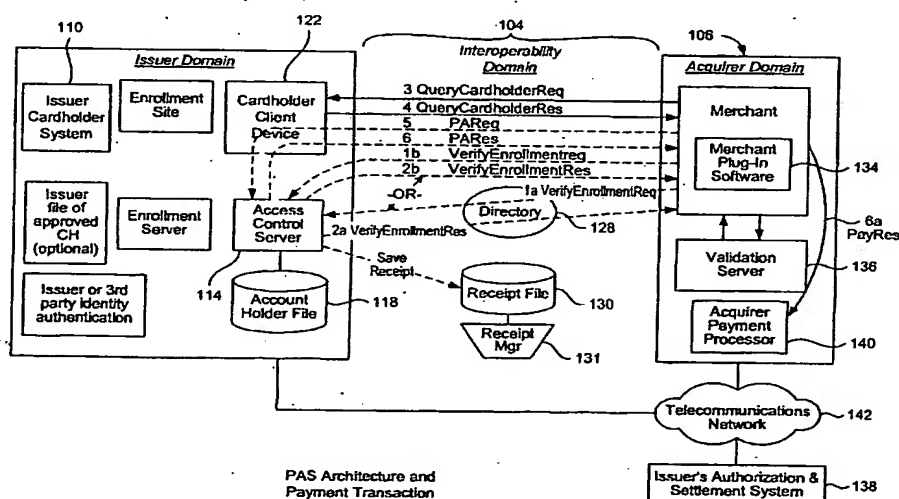 110
122
104
106
Issuer Domain
Interoperability
Domain
Acquirer Domain
Issuer
Cardholder
System
Enrollment
Site
Cardholder
Client
Device
3 QueryCardholderReq
4 QueryCardholderRes
5 PAReq
6 PARes
1b VerifyEnrollmentreq
2b VerifyEnrollmentRes
-OR-
1a VerifyEnrollmentReq
2a VerifyEnrollmentRes
Merchant
Merchant
Plug-In
Software
134
Issuer
file of
approved CH
(optional)
Enrollment
Server
Access
Control
Server
114
Directory
128
6a
PayRes
Validation
Server
136
Save
Receipt
Issuer or 3rd
party identity
authentication
Account
Holder File
118
Receipt File
130
Receipt
Mgr
131
Acquirer
Payment
Processor
140
Telecommunications
Network
142
PAS Architecture and
Payment Transaction
Issuer's Authorization &
Settlement System
138